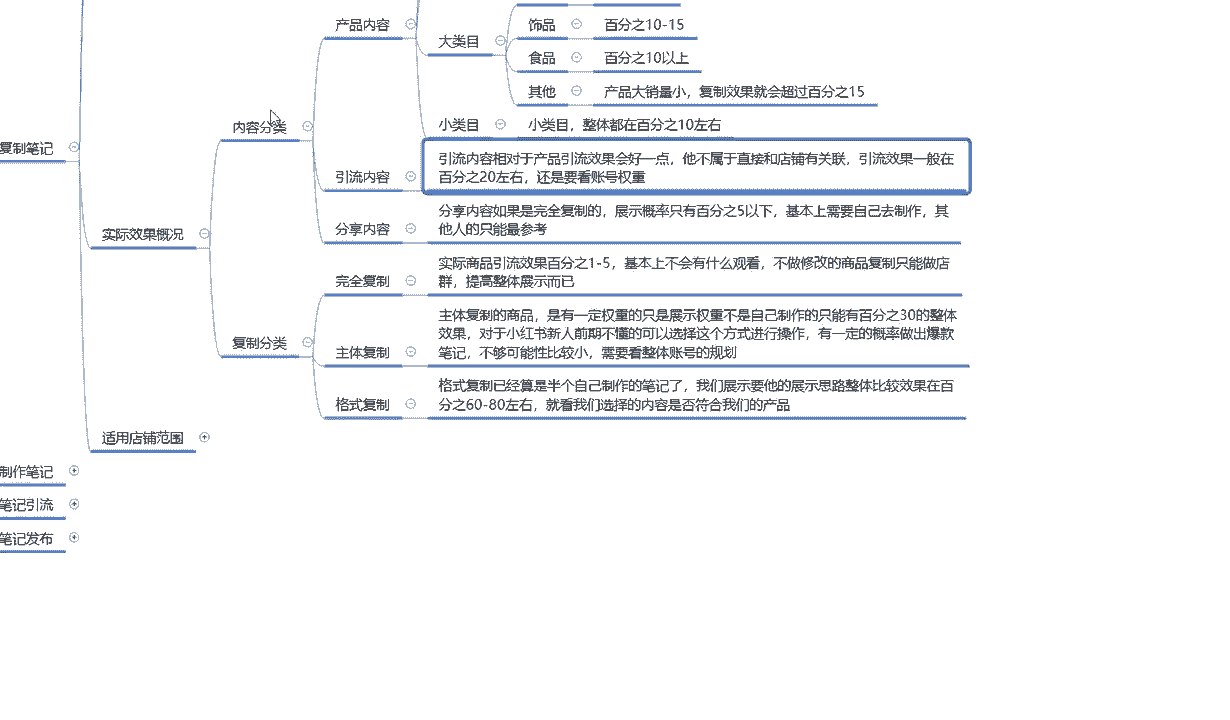 产品内容
大类目
饰品
百分之10-15
食品
百分之10以上
其他
产品大销量小，复制效果就会超过百分之15
内容分类
小类目
小类目，整体都在百分之10左右
复制笔记
引流内容
引流内容相对于产品引流效果会好一点，他不属于直接和店铺有关联，引流效果一般在
百分之20左右，还是要看账号权重
实际效果概况
分享内容
分享内容如果是完全复制的，展示概率只有百分之5以下，基本上需要自己去制作，其
他人的只能最参考
完全复制
实际商品引流效果百分之1-5，基本上不会有什么观看，不做修改的商品复制只能做店
群，提高整体展示而已
复制分类
主体复制
主体复制的商品，是有一定权重的只是展示权重不是自己制作的只能有百分之30的整体
效果，对于小红书新人前期不懂的可以选择这个方式进行操作，有一定的概率做出爆款
笔记，不够可能性比较小，需要看整体账号的规划
格式复制
格式复制已经算是半个自己制作的笔记了，我们展示要他的展示思路整体比较效果在百
分之60-80左右，就看我们选择的内容是否符合我们的产品
适用店铺范围
制作笔记
笔记引流
笔记发布